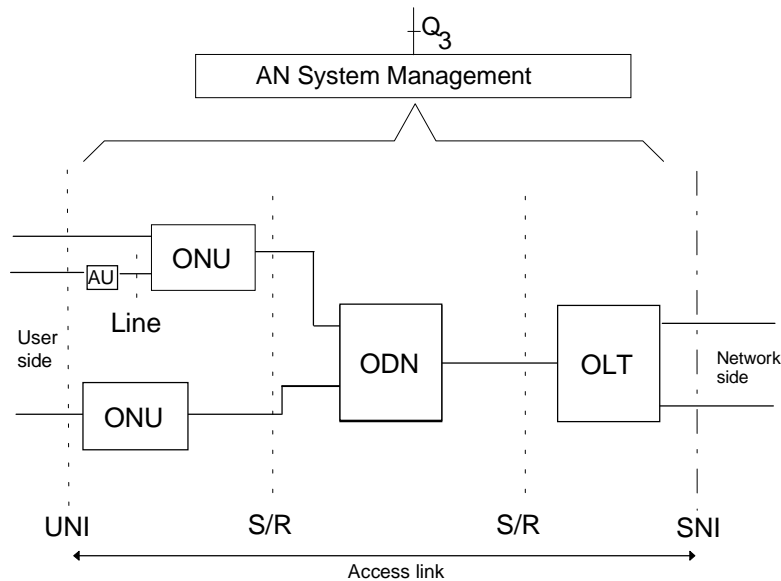 Q3
AN System Management
ONU
AU
Line
User
side
ODN
OLT
Network
side
ONU
UNI
S/R
S/R
SNI
Access link